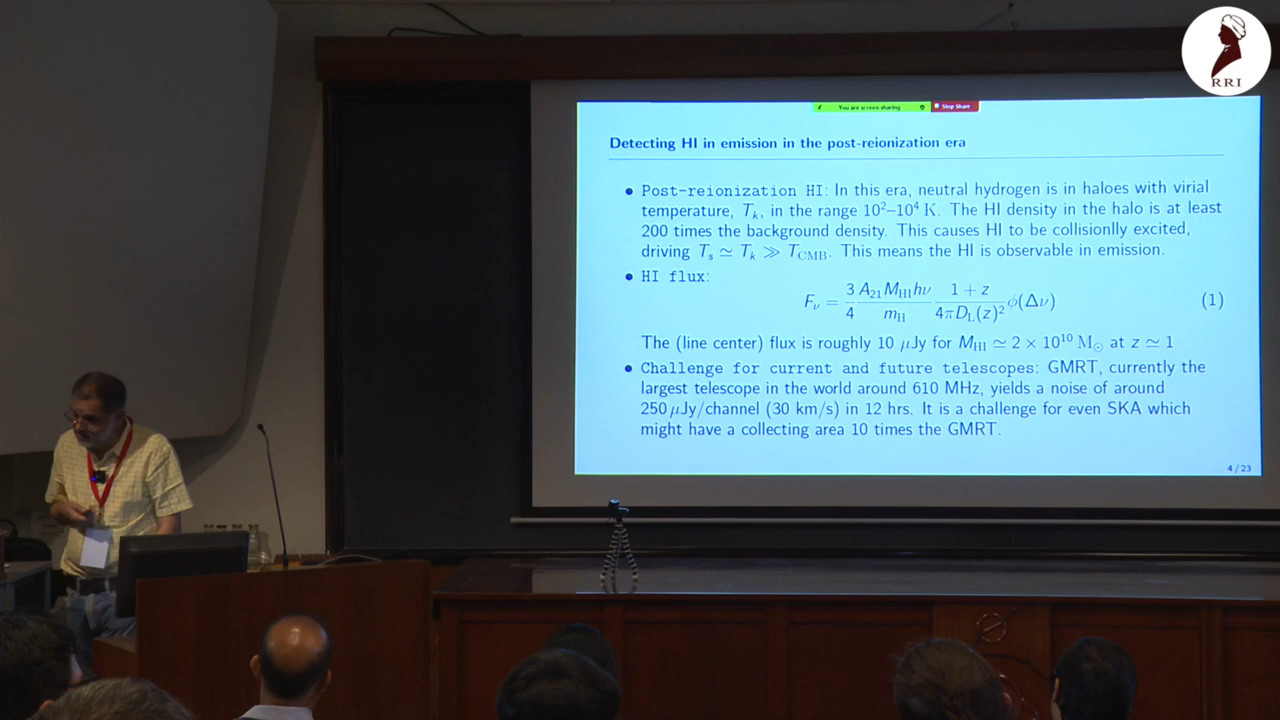 RRI
You are screen sharing Stop Share
Detecting HI in emission in the post-reionization era
• Post-reionization HI: In this era, neutral hydrogen is in haloes with virial
temperature, Tₖ, in the range 10²–10⁴ K. The HI density in the halo is at least
200 times the background density. This causes HI to be collisionlly excited,
driving Tₛ ≃ Tₖ ≫ T_CMB. This means the HI is observable in emission.
• HI flux:
F_ν = (3/4) (A₂₁ M_HI hν / m_H) ((1 + z) / (4πD_L(z)²)) ϕ(Δν) (1)
The (line center) flux is roughly 10 μJy for M_HI ≃ 2 × 10¹⁰ M_⊙ at z ≃ 1
• Challenge for current and future telescopes: GMRT, currently the
largest telescope in the world around 610 MHz, yields a noise of around
250μJy/channel (30 km/s) in 12 hrs. It is a challenge for even SKA which
might have a collecting area 10 times the GMRT.
4/23